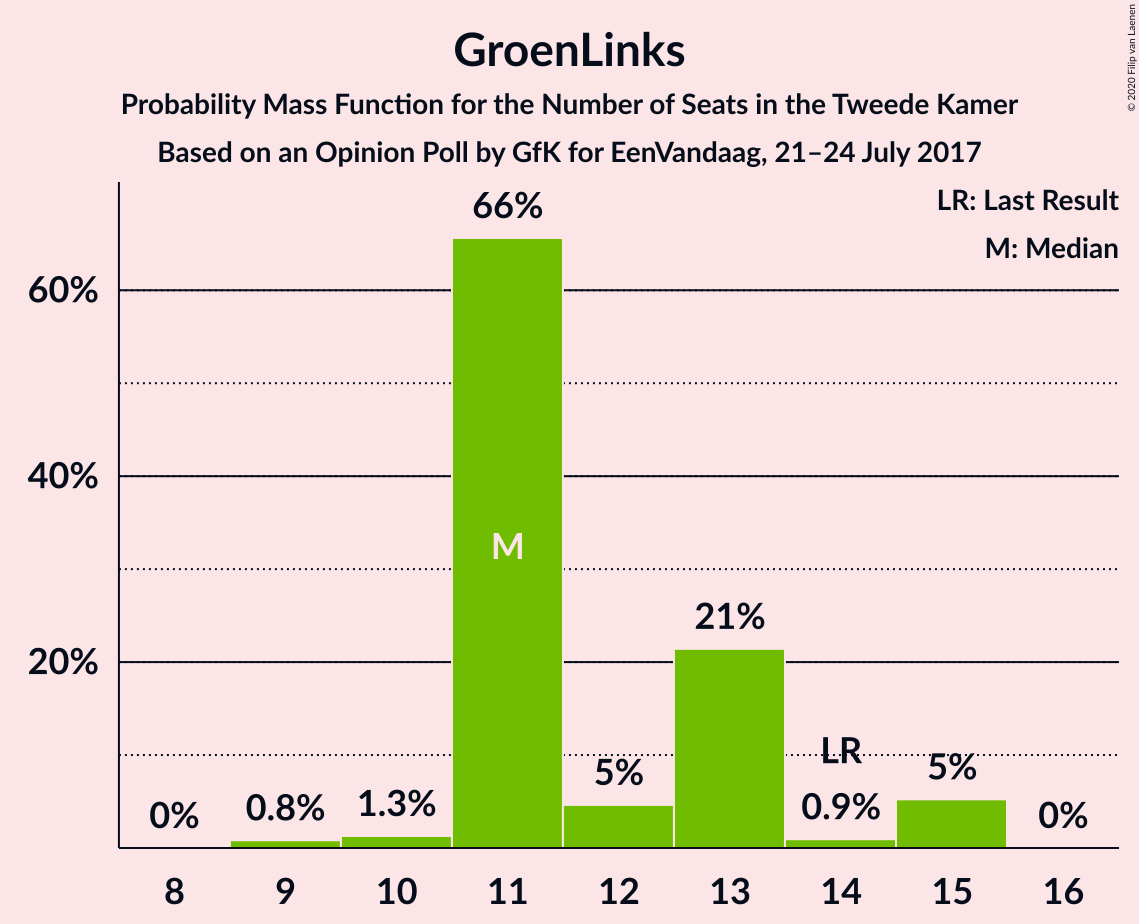 GroenLinks
Probability Mass Function for the Number of Seats in the Tweede Kamer
Based on an Opinion Poll by GfK for EenVandaag, 21–24 July 2017
© 2020 Filip van Laenen
LR: Last Result
M: Median
60%
40%
20%
0%
0.8%
1.3%
66%
M
5%
21%
LR
0.9%
5%
0%
8 9 10 11 12 13 14 15 16